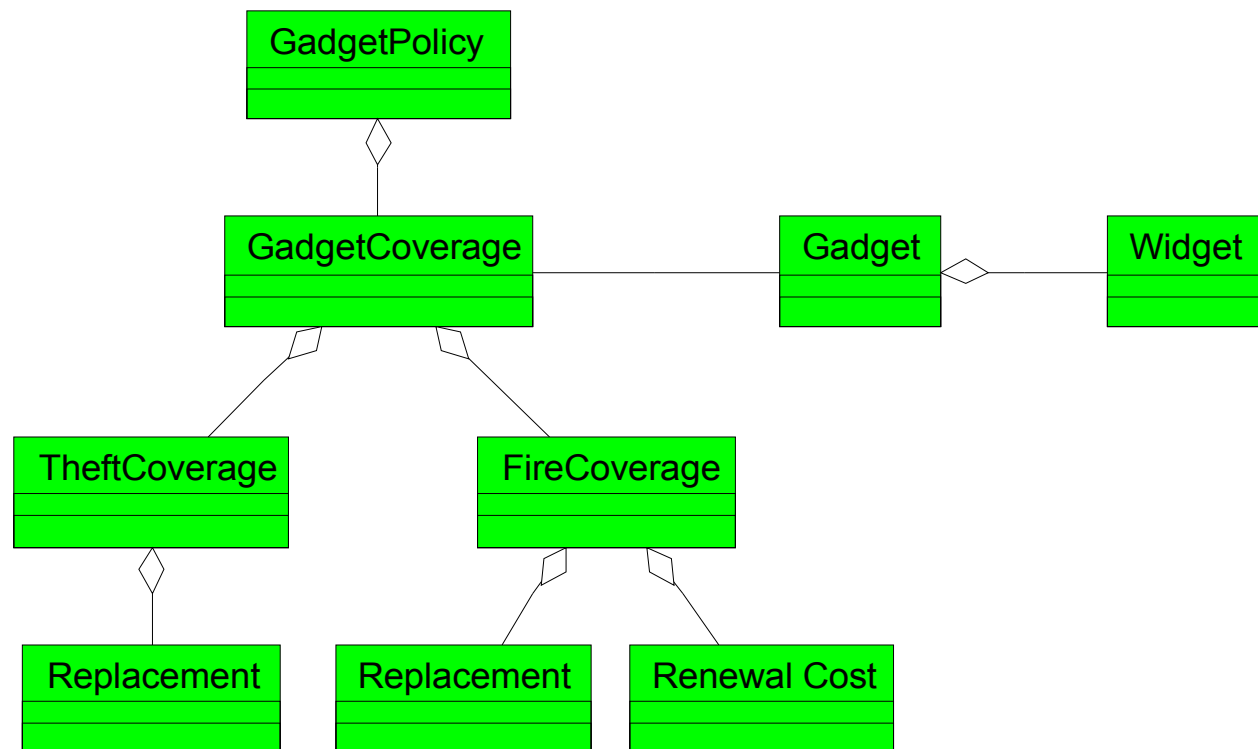 GadgetPolicy
GadgetCoverage
Gadget
Widget
TheftCoverage
FireCoverage
Replacement
Replacement
Renewal Cost